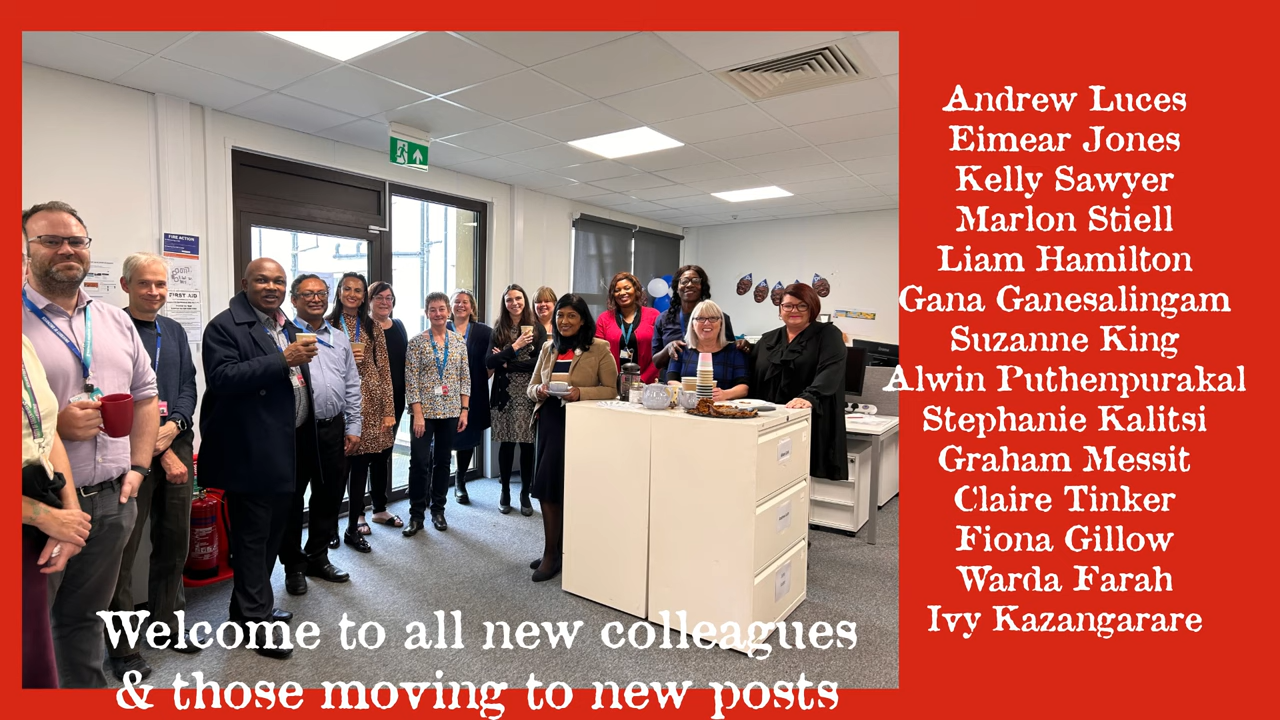 FIRE ACTION
FIRST AID
Andrew Luces
Eimear Jones
Kelly Sawyer
Marlon Stiell
Liam Hamilton
Gana Ganesalingam
Suzanne King
Alwin Puthenpurakal
Stephanie Kalitsi
Graham Messit
Claire Tinker
Fiona Gillow
Warda Farah
Ivy Kazangarare
Welcome to all new colleagues
& those moving to new posts